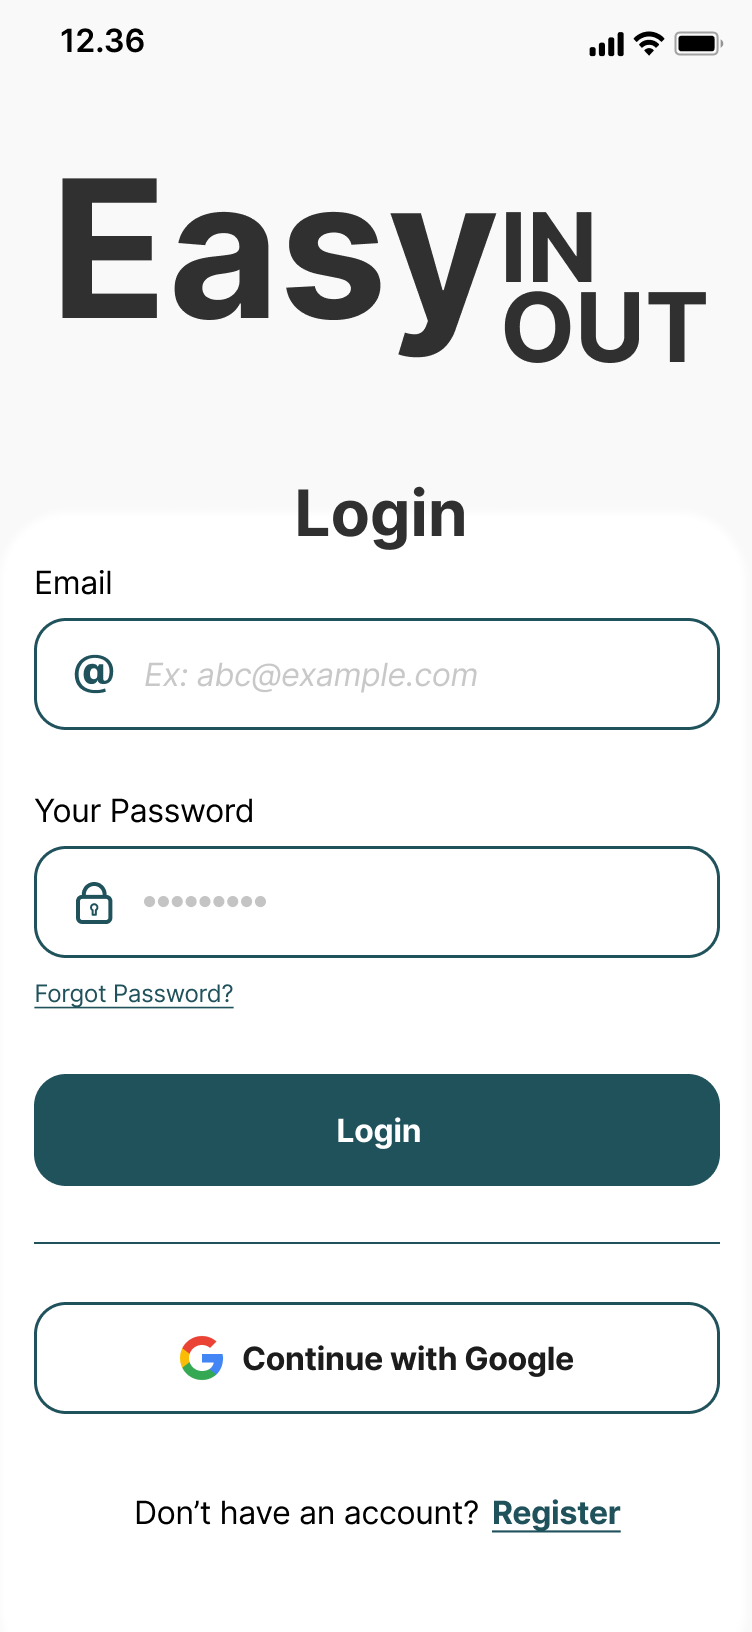 12.36
Easy IN
OUT
Login
Email
@ Ex: abc@example.com
Your Password
•••••••••
Forgot Password?
Login
Continue with Google
Don’t have an account? Register